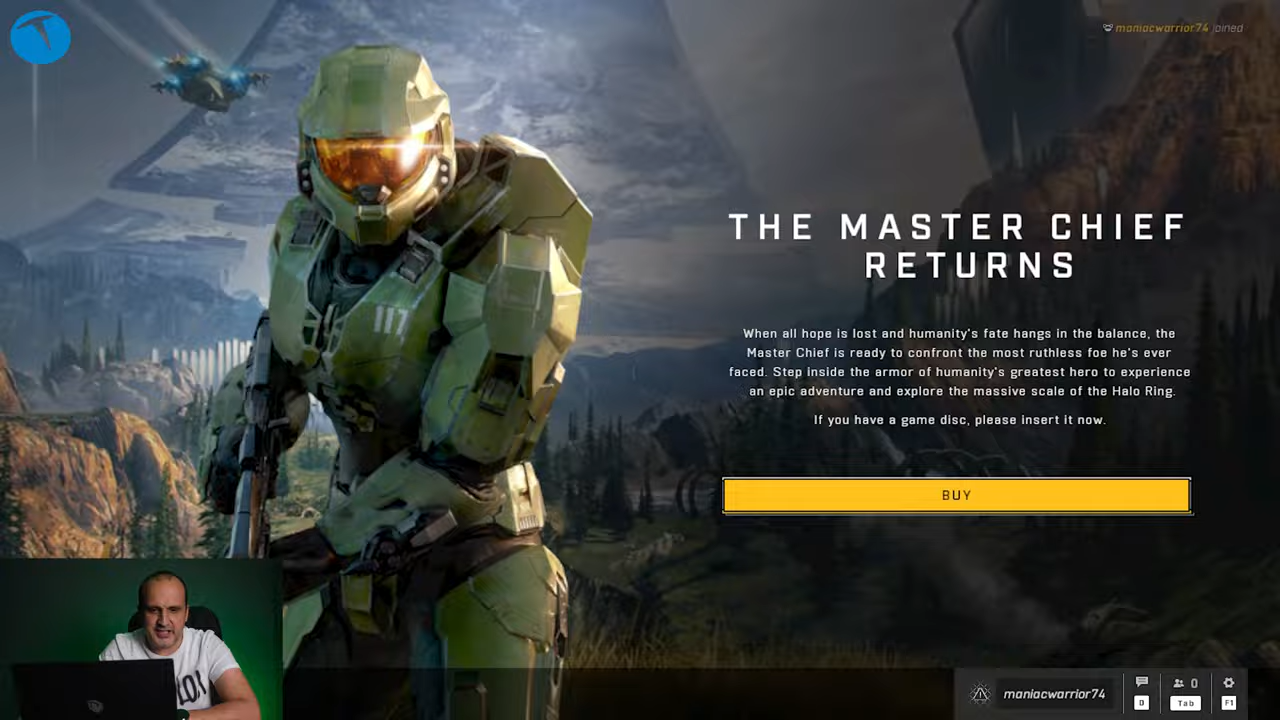 maniacwarrior74 joined
THE MASTER CHIEF
RETURNS
When all hope is lost and humanity's fate hangs in the balance, the
Master Chief is ready to confront the most ruthless foe he's ever
faced. Step inside the armor of humanity's greatest hero to experience
an epic adventure and explore the massive scale of the Halo Ring.
If you have a game disc, please insert it now.
BUY
117
maniacwarrior74
0
Tab
F1